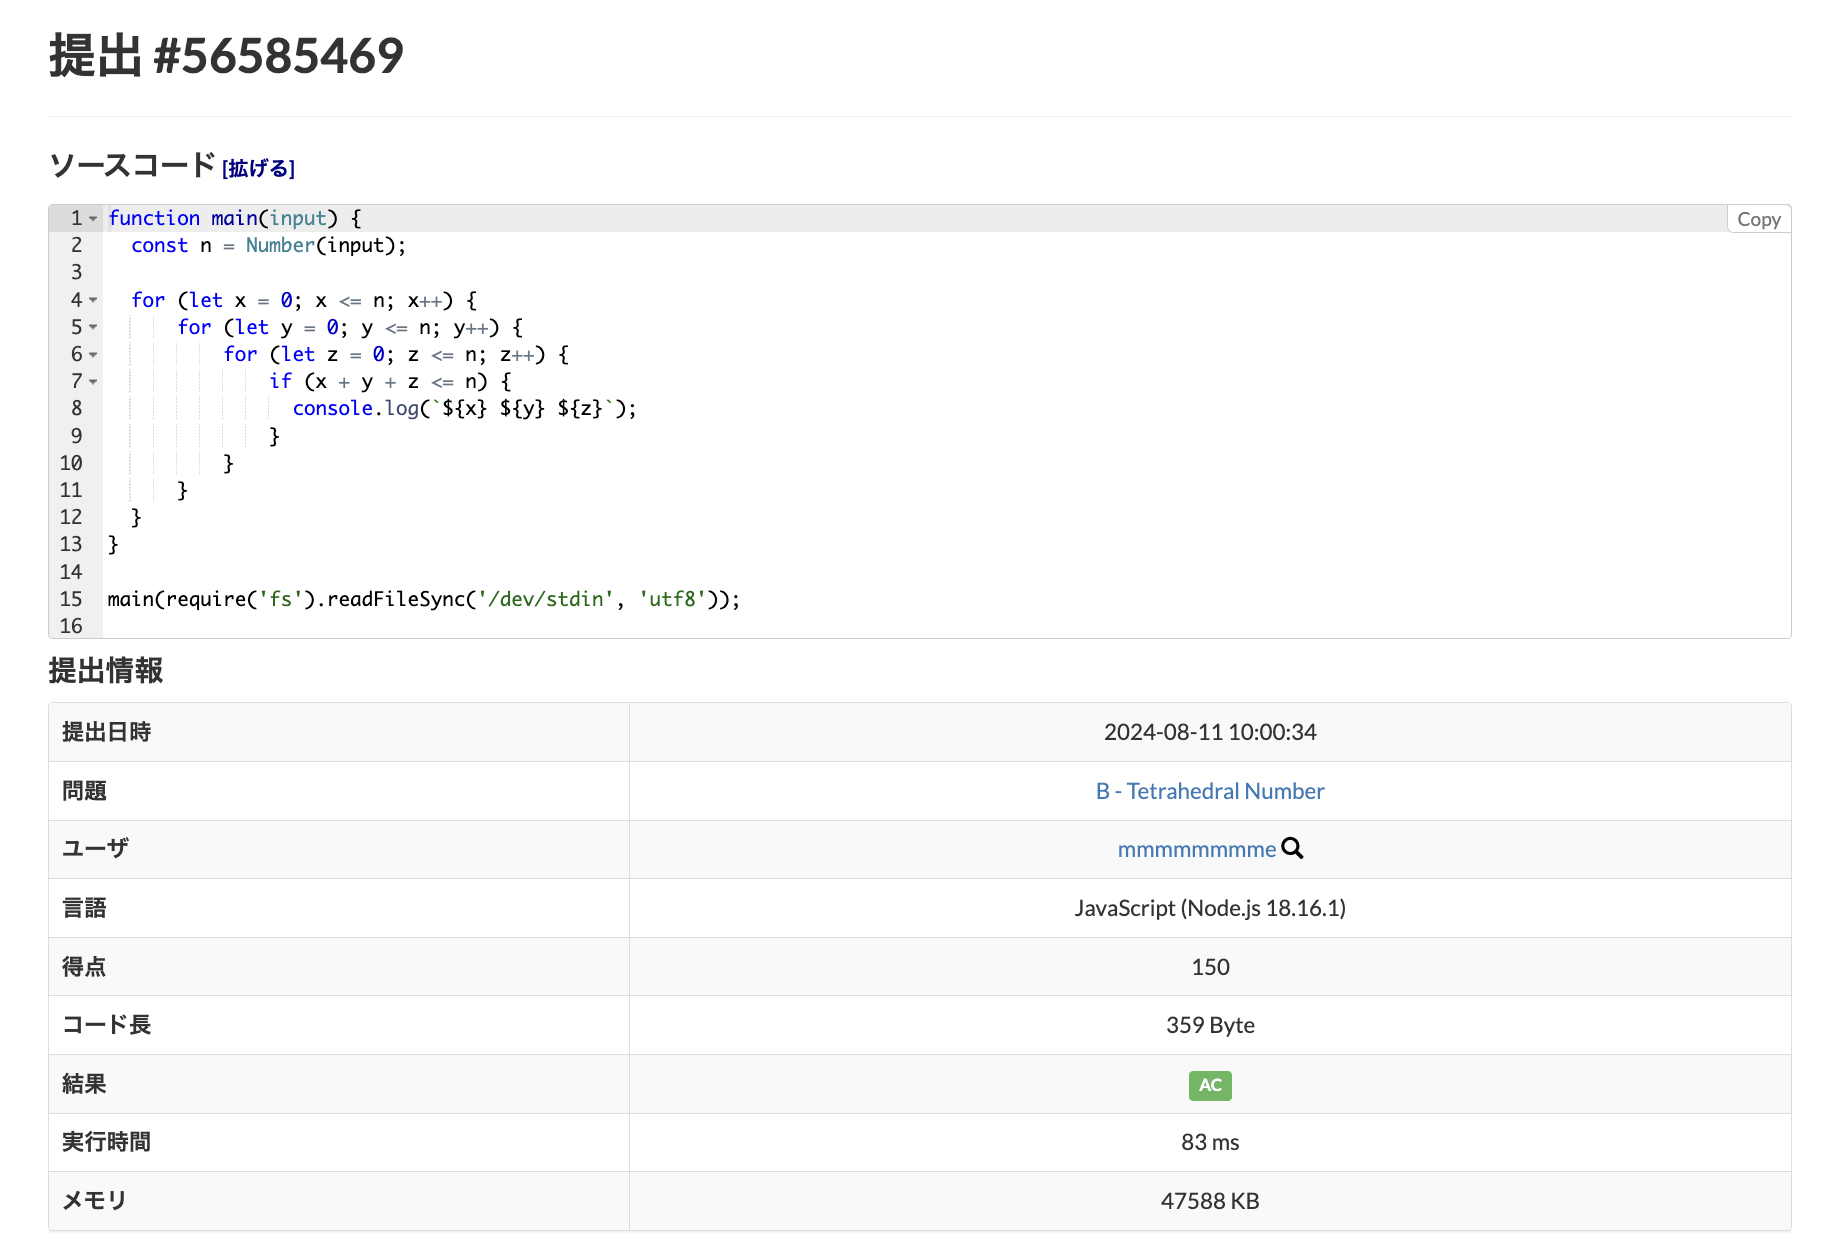 提出 #56585469
ソースコード [拡げる]
Copy
1 function main(input) {
2   const n = Number(input);
3
4   for (let x = 0; x <= n; x++) {
5       for (let y = 0; y <= n; y++) {
6           for (let z = 0; z <= n; z++) {
7               if (x + y + z <= n) {
8                 console.log(`${x} ${y} ${z}`);
9               }
10           }
11       }
12   }
13 }
14
15 main(require('fs').readFileSync('/dev/stdin', 'utf8'));
16
提出情報
提出日時 2024-08-11 10:00:34
問題 B - Tetrahedral Number
ユーザ mmmmmmmme
言語 JavaScript (Node.js 18.16.1)
得点 150
コード長 359 Byte
結果 AC
実行時間 83 ms
メモリ 47588 KB